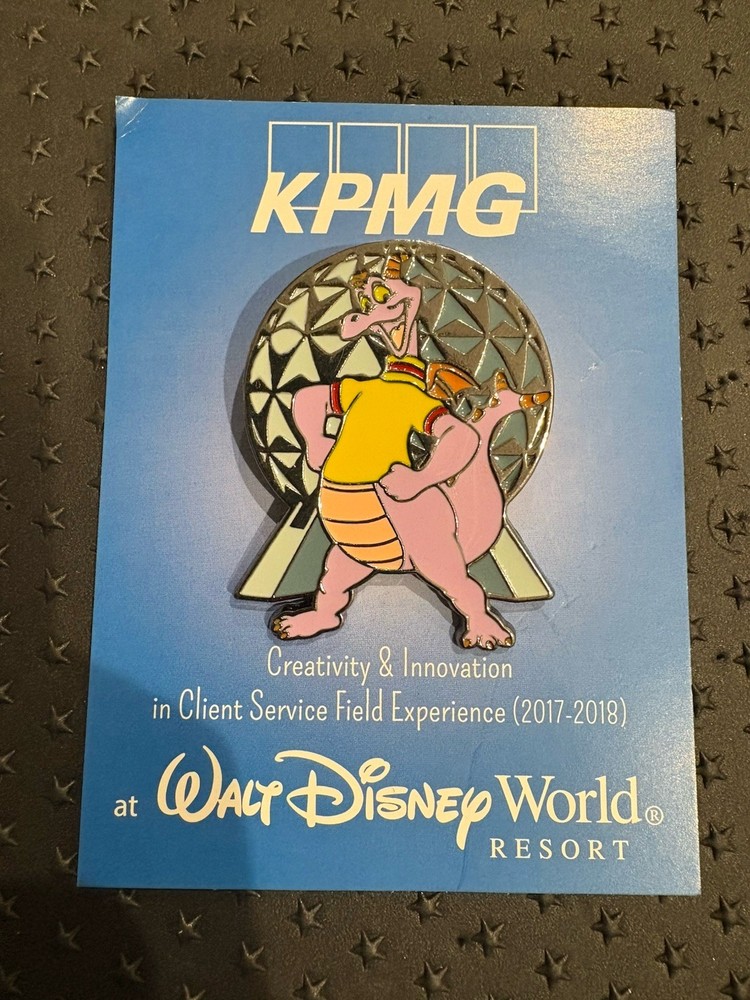 KPMG
Creativity & Innovation
in Client Service Field Experience (2017-2018)
at Walt Disney World®
RESORT